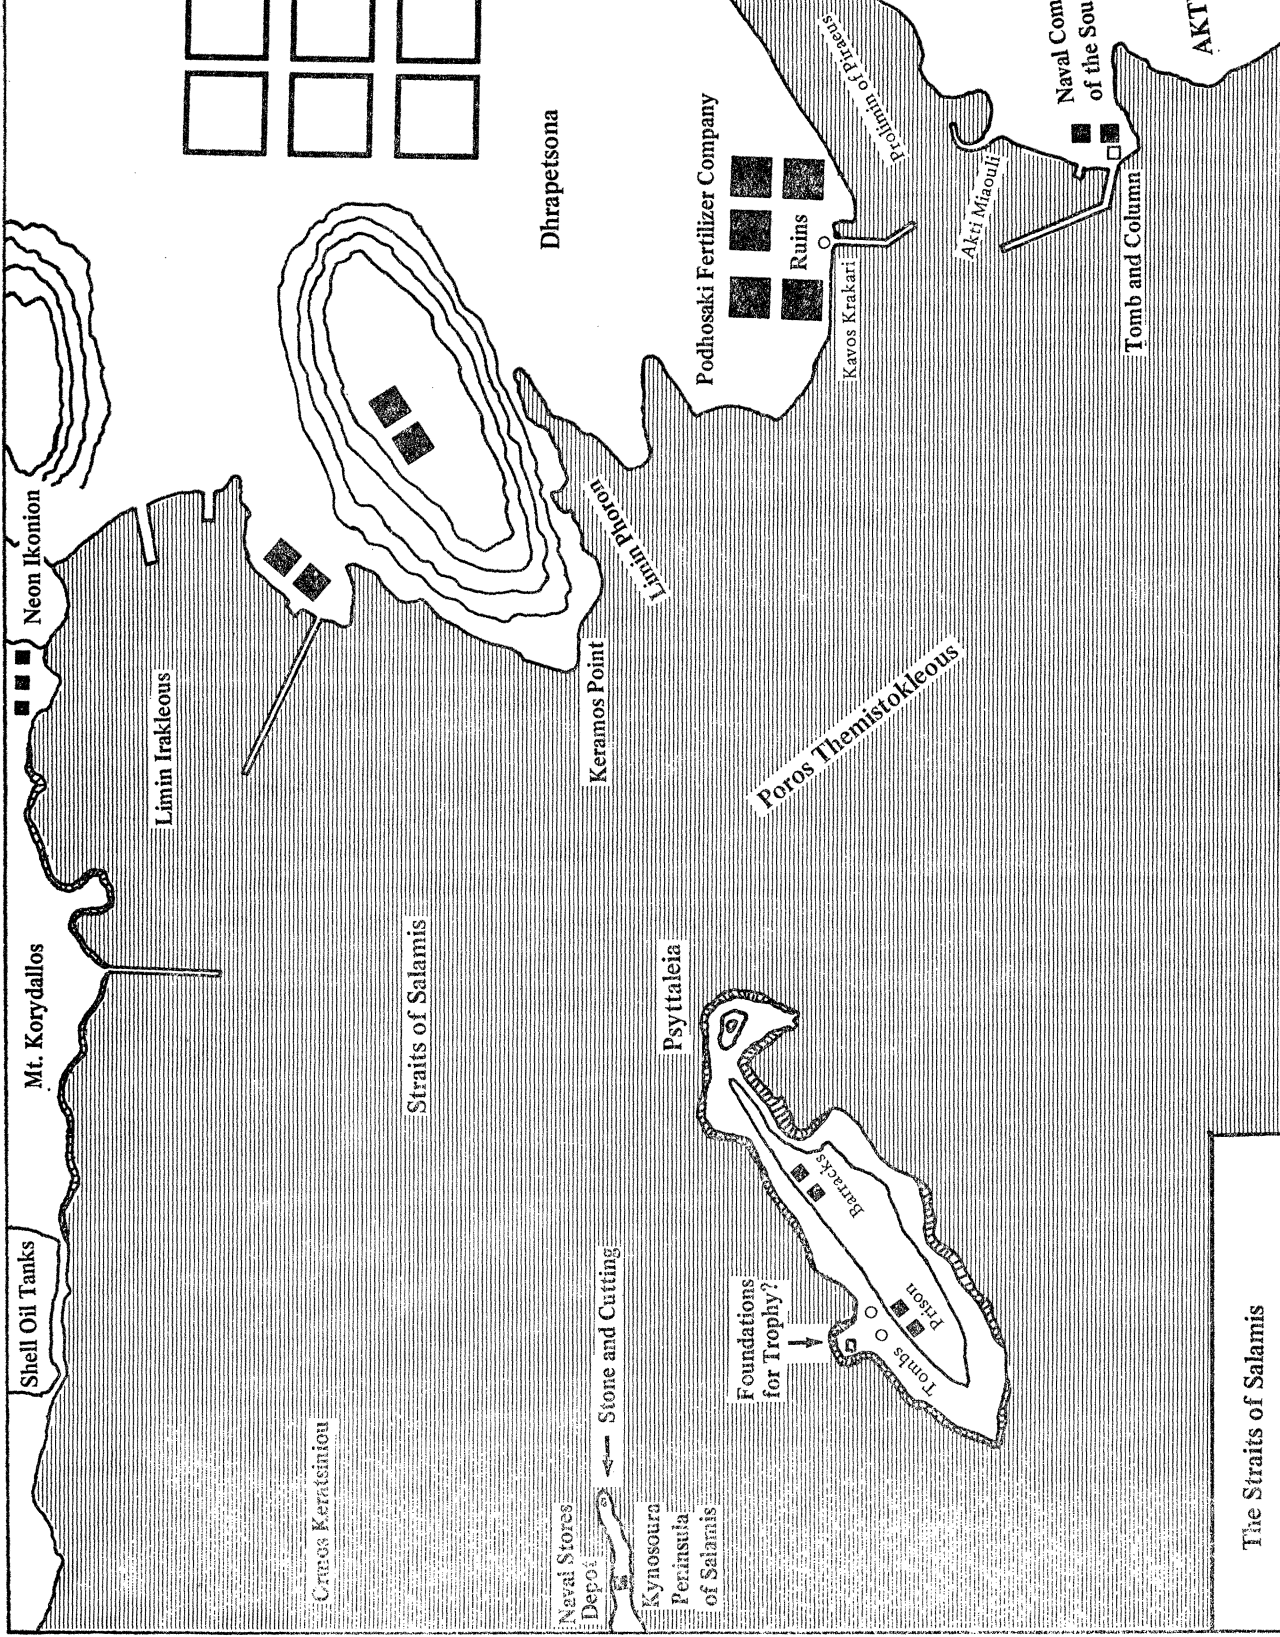 Shell Oil Tanks
Mt. Korydallos
Neon Ikonion
Limin Irakleous
Ormos Keratsiniou
Straits of Salamis
Dhrapetsona
Keramos Point
Limin Phoron
Naval Stores
Depot
Stone and Cutting
Kynosoura
Peninsula
of Salamis
Psyttaleia
Foundations
for Trophy?
Barracks
Prison
Tombs
Poros Themistokleous
Podhosaki Fertilizer Company
Ruins
Kavos Krakari
Prolimin of Piraeus
Akti Miaouli
Tomb and Column
Naval Com
of the Sou
AKT
The Straits of Salamis